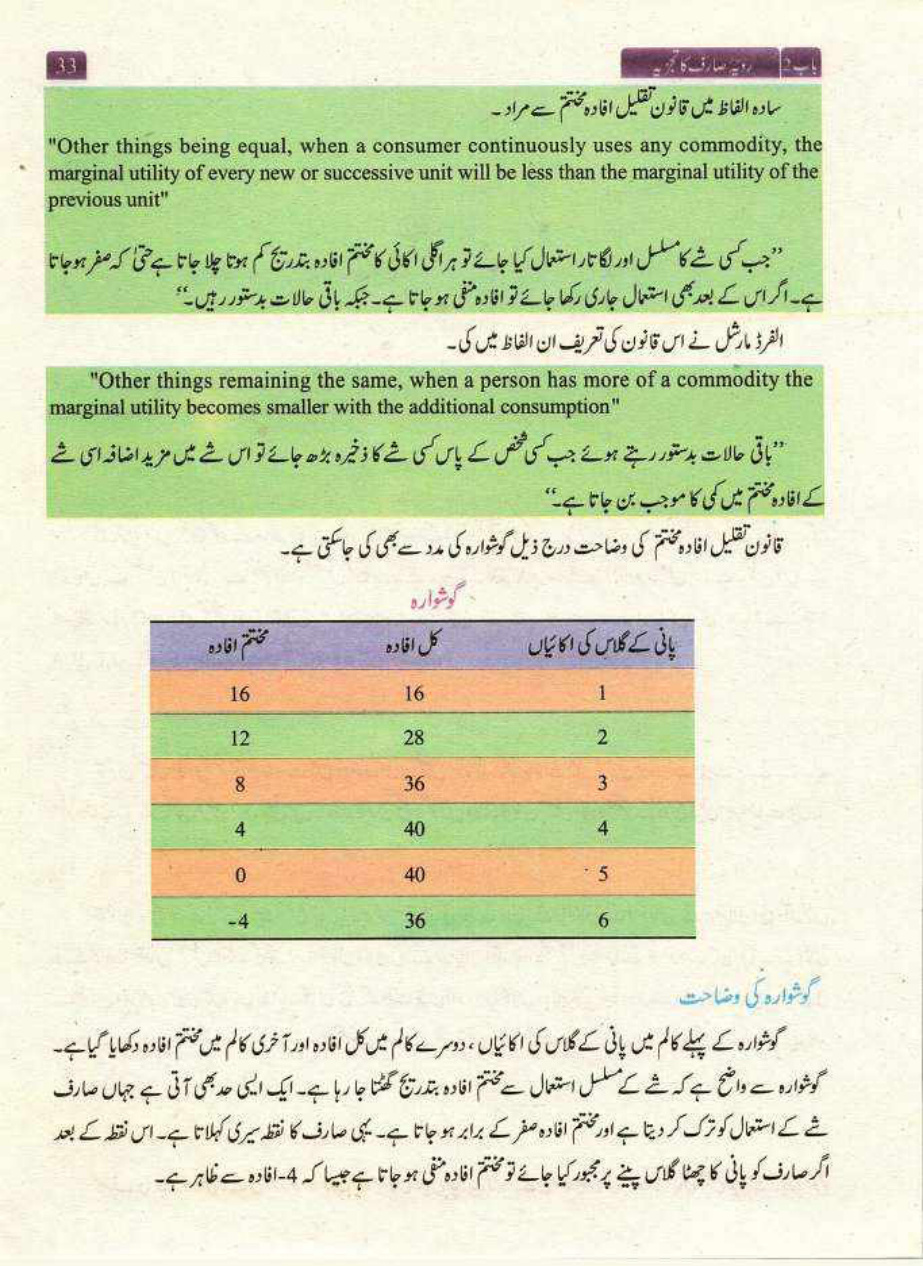 باب 2 رویۂ صارف کا تجزیہ 33
سادہ الفاظ میں قانون تقلیل افادہ مختتم سے مراد ۔
"Other things being equal, when a consumer continuously uses any commodity, the
marginal utility of every new or successive unit will be less than the marginal utility of the
previous unit"
’’جب کسی شے کا مسلسل اور لگاتار استعمال کیا جائے تو ہر اگلی اکائی کا مختتم افادہ بتدریج کم ہوتا چلا جاتا ہے حتیٰ کہ صفر ہوجاتا
ہے۔ اگر اس کے بعد بھی استعمال جاری رکھا جائے تو افادہ منفی ہو جاتا ہے۔ جبکہ باقی حالات بدستور رہیں۔‘‘
الفرڈ مارشل نے اس قانون کی تعریف ان الفاظ میں کی۔
"Other things remaining the same, when a person has more of a commodity the
marginal utility becomes smaller with the additional consumption"
’’باقی حالات بدستور رہتے ہوئے جب کسی شخص کے پاس کسی شے کا ذخیرہ بڑھ جائے تو اس شے میں مزید اضافہ اسی شے
کے افادہ مختتم میں کمی کا موجب بن جاتا ہے۔‘‘
قانون تقلیل افادہ مختتم کی وضاحت درج ذیل گوشوارہ کی مدد سے بھی کی جاسکتی ہے۔
گوشوارہ
پانی کے گلاس کی اکائیاں کل افادہ مختتم افادہ
1 16 16
2 28 12
3 36 8
4 40 4
5 40 0
6 36 -4
گوشوارہ کی وضاحت
گوشوارہ کے پہلے کالم میں پانی کے گلاس کی اکائیاں ، دوسرے کالم میں کل افادہ اور آخری کالم میں مختتم افادہ دکھایا گیا ہے۔
گوشوارہ سے واضح ہے کہ شے کے مسلسل استعمال سے مختتم افادہ بتدریج گھٹتا جا رہا ہے۔ ایک ایسی حد بھی آتی ہے جہاں صارف
شے کے استعمال کو ترک کر دیتا ہے اور مختتم افادہ صفر کے برابر ہو جاتا ہے۔ یہی صارف کا نقطہ سیری کہلاتا ہے۔ اس نقطہ کے بعد
اگر صارف کو پانی کا چھٹا گلاس پینے پر مجبور کیا جائے تو مختتم افادہ منفی ہو جاتا ہے جیسا کہ 4- افادہ سے ظاہر ہے۔